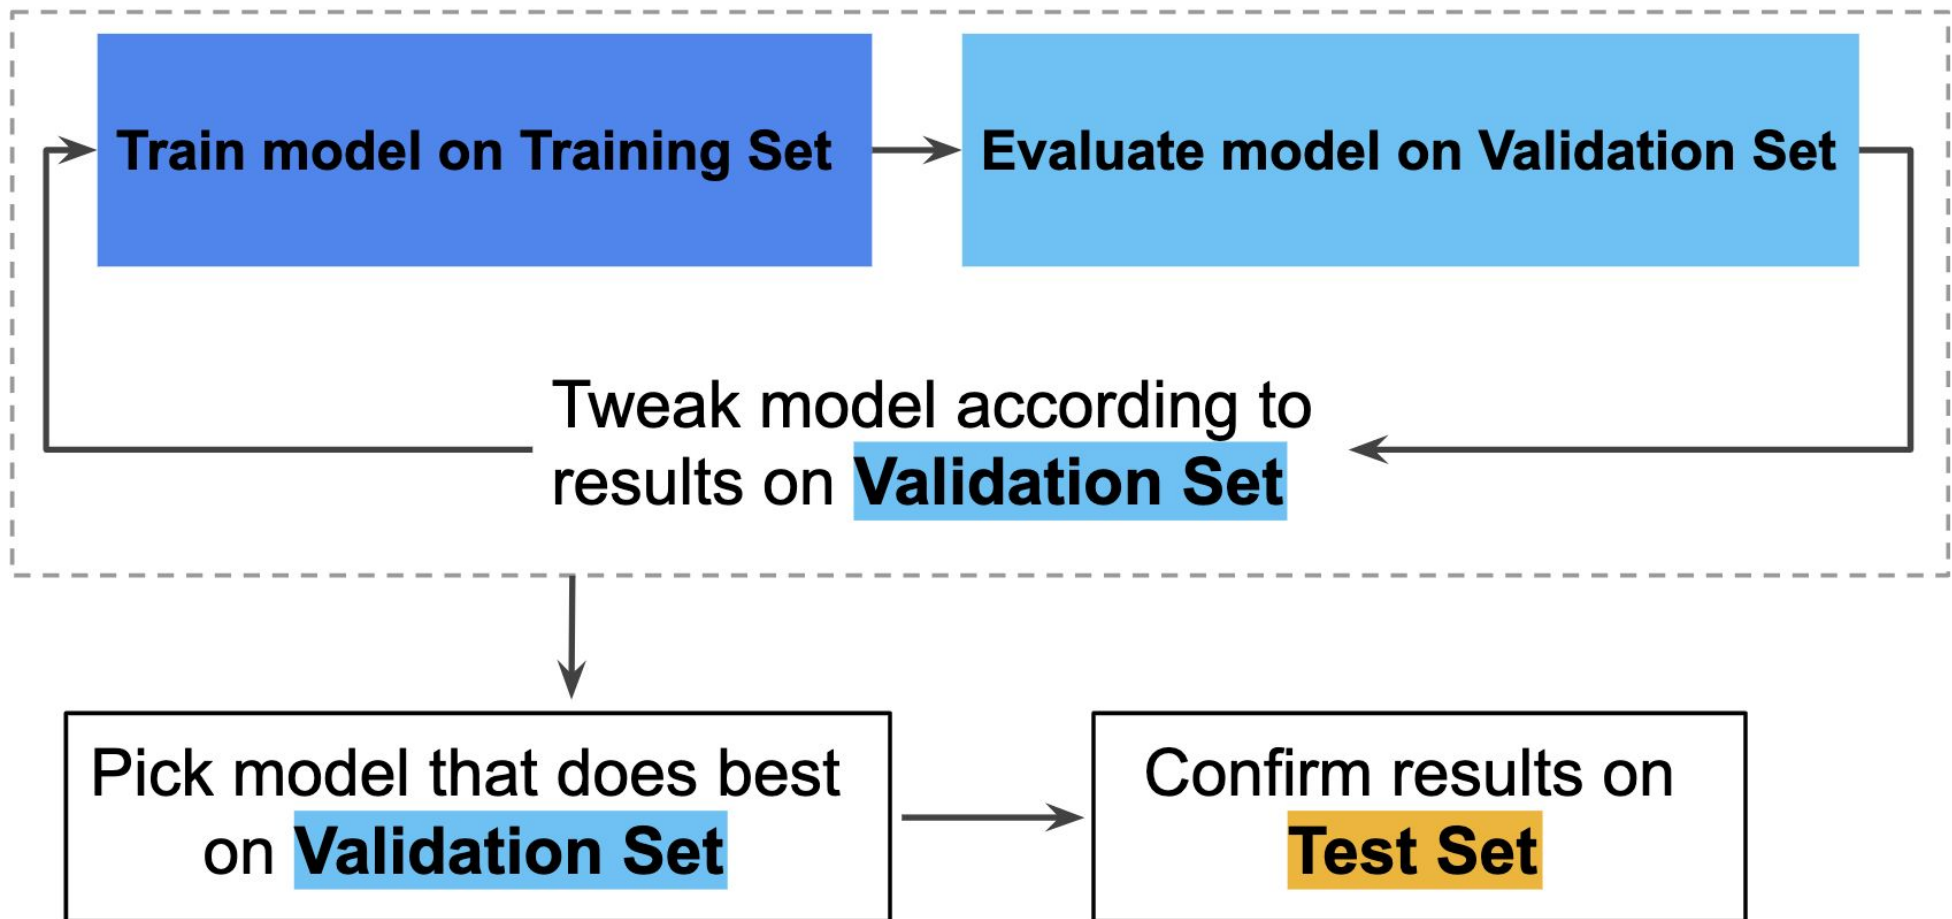 Train model on Training Set
Evaluate model on Validation Set
Tweak model according to
results on Validation Set
Pick model that does best
on Validation Set
Confirm results on
Test Set